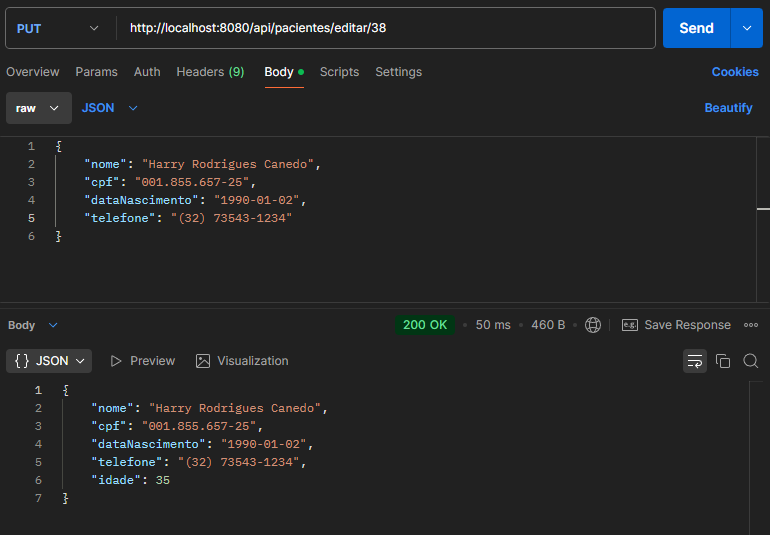 PUT http://localhost:8080/api/pacientes/editar/38 Send
Overview Params Auth Headers (9) Body Scripts Settings Cookies
raw JSON Beautify
1 {
2 "nome": "Harry Rodrigues Canedo",
3 "cpf": "001.855.657-25",
4 "dataNascimento": "1990-01-02",
5 "telefone": "(32) 73543-1234"
6 }
Body 200 OK • 50 ms • 460 B • e.g. Save Response
{} JSON Preview Visualization
1 {
2 "nome": "Harry Rodrigues Canedo",
3 "cpf": "001.855.657-25",
4 "dataNascimento": "1990-01-02",
5 "telefone": "(32) 73543-1234",
6 "idade": 35
7 }